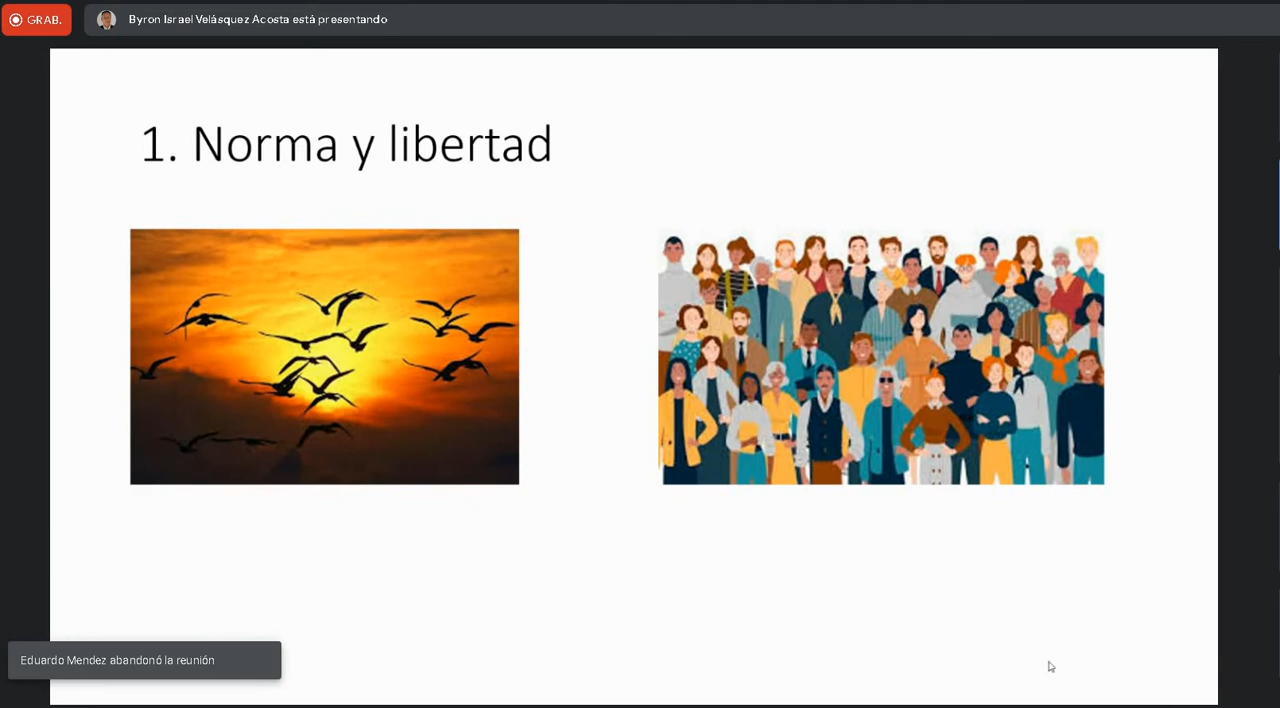 GRAB.
Byron Israel Velásquez Acosta está presentando
1. Norma y libertad
Eduardo Mendez abandonó la reunión